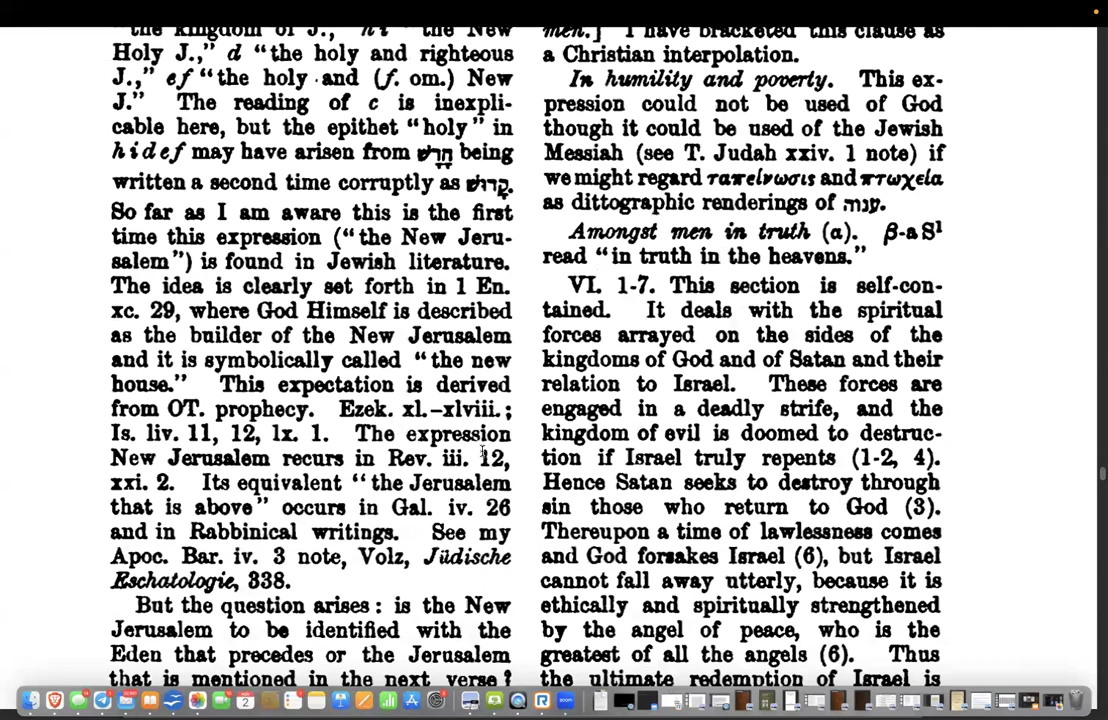 "the kingdom of J.," h i "the New
Holy J.," d "the holy and righteous
J.," e f "the holy and (f. om.) New
J." The reading of c is inexpli-
cable here, but the epithet "holy" in
h i d e f may have arisen from חָדָשׁ being
written a second time corruptly as קדוש.
So far as I am aware this is the first
time this expression ("the New Jeru-
salem") is found in Jewish literature.
The idea is clearly set forth in 1 En.
xc. 29, where God Himself is described
as the builder of the New Jerusalem
and it is symbolically called "the new
house." This expectation is derived
from OT. prophecy. Ezek. xl.-xlviii.;
Is. liv. 11, 12, lx. 1. The expression
New Jerusalem recurs in Rev. iii. 12,
xxi. 2. Its equivalent "the Jerusalem
that is above" occurs in Gal. iv. 26
and in Rabbinical writings. See my
Apoc. Bar. iv. 3 note, Volz, Jüdische
Eschatologie, 338.
But the question arises: is the New
Jerusalem to be identified with the
Eden that precedes or the Jerusalem
that is mentioned in the next verse?
men.] I have bracketed this clause as
a Christian interpolation.
In humility and poverty. This ex-
pression could not be used of God
though it could be used of the Jewish
Messiah (see T. Judah xxiv. 1 note) if
we might regard ταπείνωσις and πτωχεία
as dittographic renderings of ענוה.
Amongst men in truth (a). β-a S¹
read "in truth in the heavens."
VI. 1-7. This section is self-con-
tained. It deals with the spiritual
forces arrayed on the sides of the
kingdoms of God and of Satan and their
relation to Israel. These forces are
engaged in a deadly strife, and the
kingdom of evil is doomed to destruc-
tion if Israel truly repents (1-2, 4).
Hence Satan seeks to destroy through
sin those who return to God (3).
Thereupon a time of lawlessness comes
and God forsakes Israel (6), but Israel
cannot fall away utterly, because it is
ethically and spiritually strengthened
by the angel of peace, who is the
greatest of all the angels (6). Thus
the ultimate redemption of Israel is